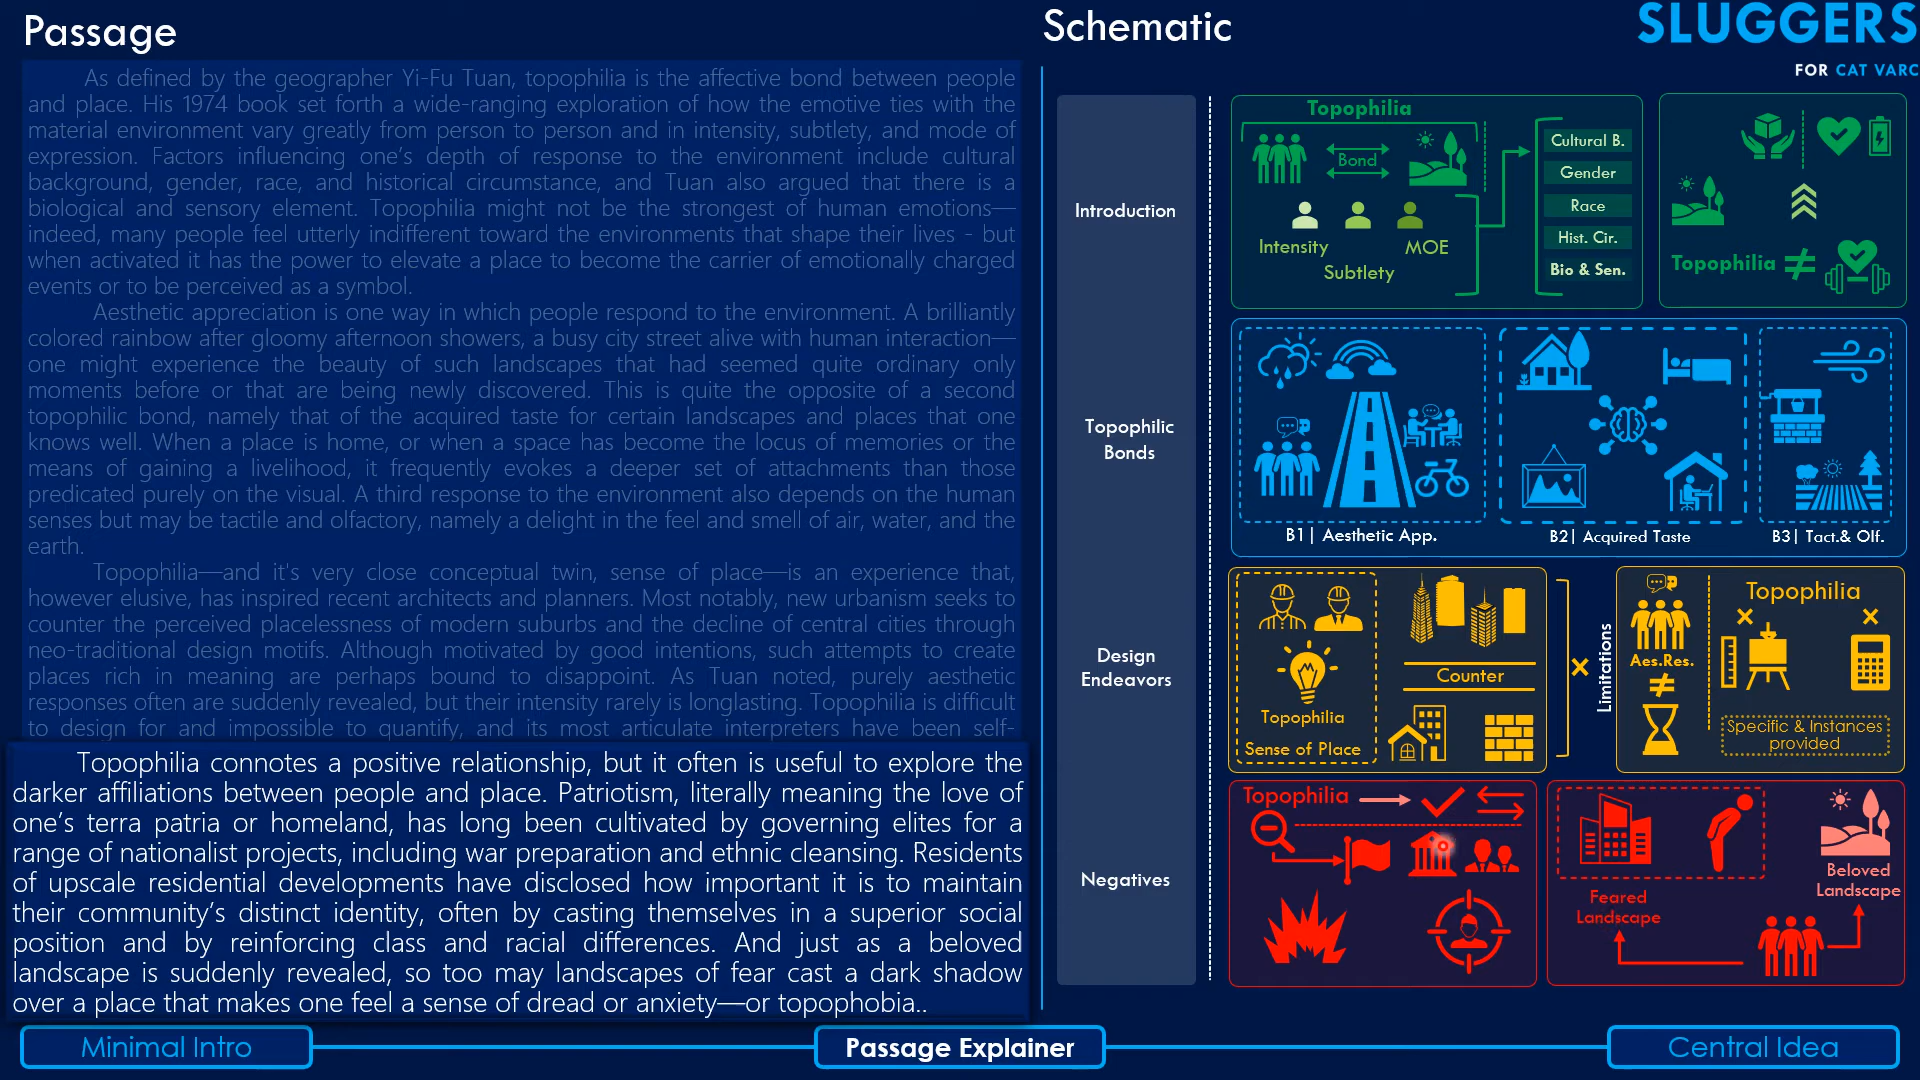 Passage
As defined by the geographer Yi-Fu Tuan, topophilia is the affective bond between people
and place. His 1974 book set forth a wide-ranging exploration of how the emotive ties with the
material environment vary greatly from person to person and in intensity, subtlety, and mode of
expression. Factors influencing one's depth of response to the environment include cultural
background, gender, race, and historical circumstance, and Tuan also argued that there is a
biological and sensory element. Topophilia might not be the strongest of human emotions—
indeed, many people feel utterly indifferent toward the environments that shape their lives - but
when activated it has the power to elevate a place to become the carrier of emotionally charged
events or to be perceived as a symbol.
Aesthetic appreciation is one way in which people respond to the environment. A brilliantly
colored rainbow after gloomy afternoon showers, a busy city street alive with human interaction—
one might experience the beauty of such landscapes that had seemed quite ordinary only
moments before or that are being newly discovered. This is quite the opposite of a second
topophilic bond, namely that of the acquired taste for certain landscapes and places that one
knows well. When a place is home, or when a space has become the locus of memories or the
means of gaining a livelihood, it frequently evokes a deeper set of attachments than those
predicated purely on the visual. A third response to the environment also depends on the human
senses but may be tactile and olfactory, namely a delight in the feel and smell of air, water, and the
earth.
Topophilia—and it's very close conceptual twin, sense of place—is an experience that,
however elusive, has inspired recent architects and planners. Most notably, new urbanism seeks to
counter the perceived placelessness of modern suburbs and the decline of central cities through
neo-traditional design motifs. Although motivated by good intentions, such attempts to create
places rich in meaning are perhaps bound to disappoint. As Tuan noted, purely aesthetic
responses often are suddenly revealed, but their intensity rarely is longlasting. Topophilia is difficult
to design for and impossible to quantify, and its most articulate interpreters have been self-
Topophilia connotes a positive relationship, but it often is useful to explore the
darker affiliations between people and place. Patriotism, literally meaning the love of
one's terra patria or homeland, has long been cultivated by governing elites for a
range of nationalist projects, including war preparation and ethnic cleansing. Residents
of upscale residential developments have disclosed how important it is to maintain
their community's distinct identity, often by casting themselves in a superior social
position and by reinforcing class and racial differences. And just as a beloved
landscape is suddenly revealed, so too may landscapes of fear cast a dark shadow
over a place that makes one feel a sense of dread or anxiety—or topophobia..
Schematic
SLUGGERS
FOR CAT VARC
Introduction
Topophilia
Bond
Intensity
MOE
Subtlety
Cultural B.
Gender
Race
Hist. Cir.
Bio & Sen.
Topophilia
Topophilic
Bonds
B1| Aesthetic App.
B2| Acquired Taste
B3| Tact.& Olf.
Design
Endeavors
Topophilia
Sense of Place
Counter
Limitations
Aes.Res.
Topophilia
Specific & Instances
provided
Negatives
Topophilia
Feared
Landscape
Beloved
Landscape
Minimal Intro
Passage Explainer
Central Idea